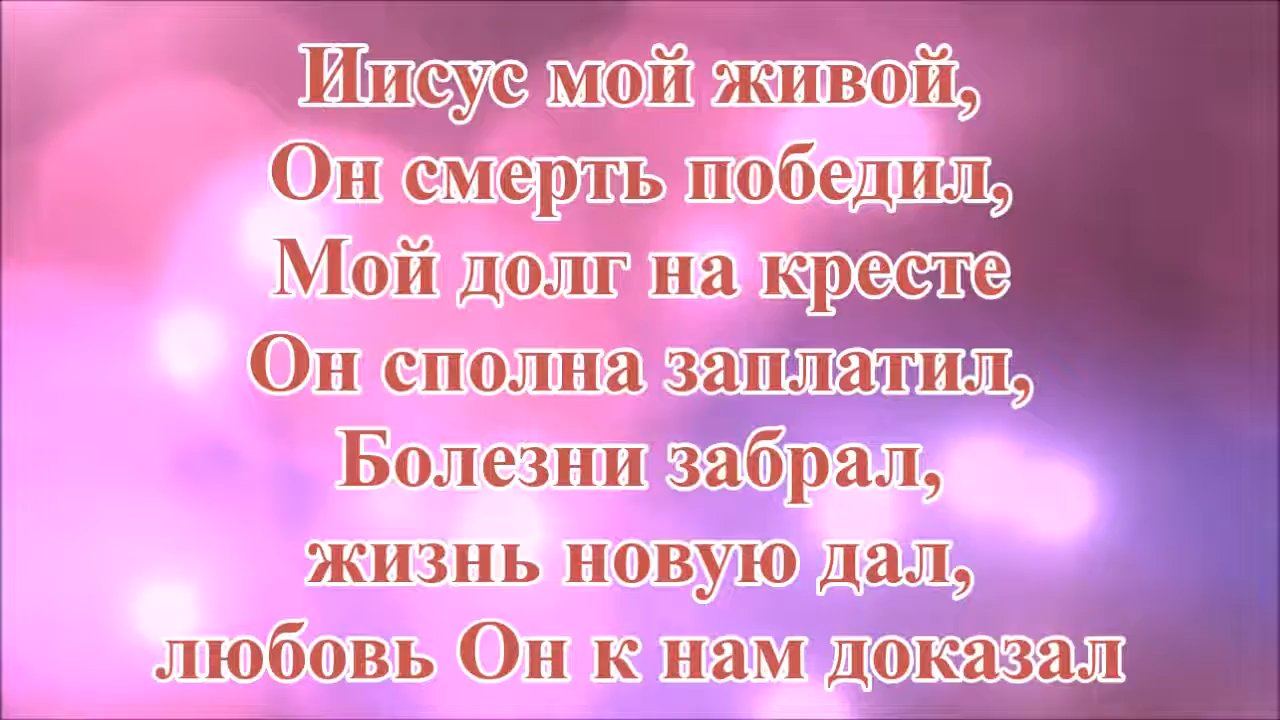 Иисус мой живой,
Он смерть победил,
Мой долг на кресте
Он сполна заплатил,
Болезни забрал,
жизнь новую дал,
любовь Он к нам доказал